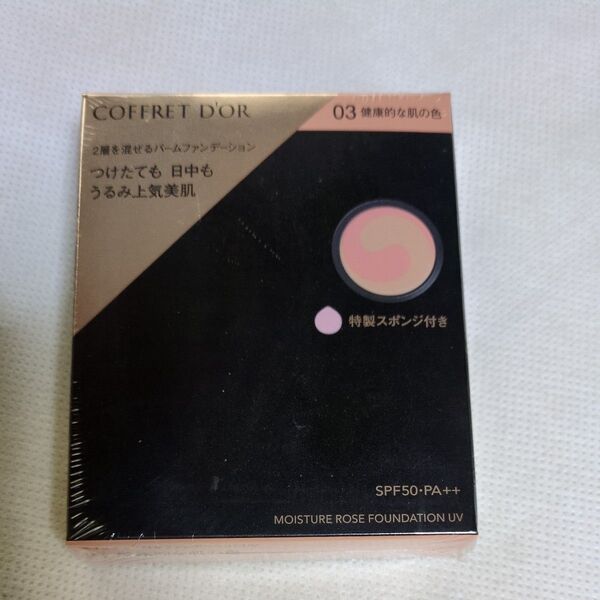 COFFRET D'OR
03 健康的な肌の色
2層を混ぜるバームファンデーション
つけたても 日中も
うるみ上気美肌
特製スポンジ付き
SPF50・PA++
MOISTURE ROSE FOUNDATION UV